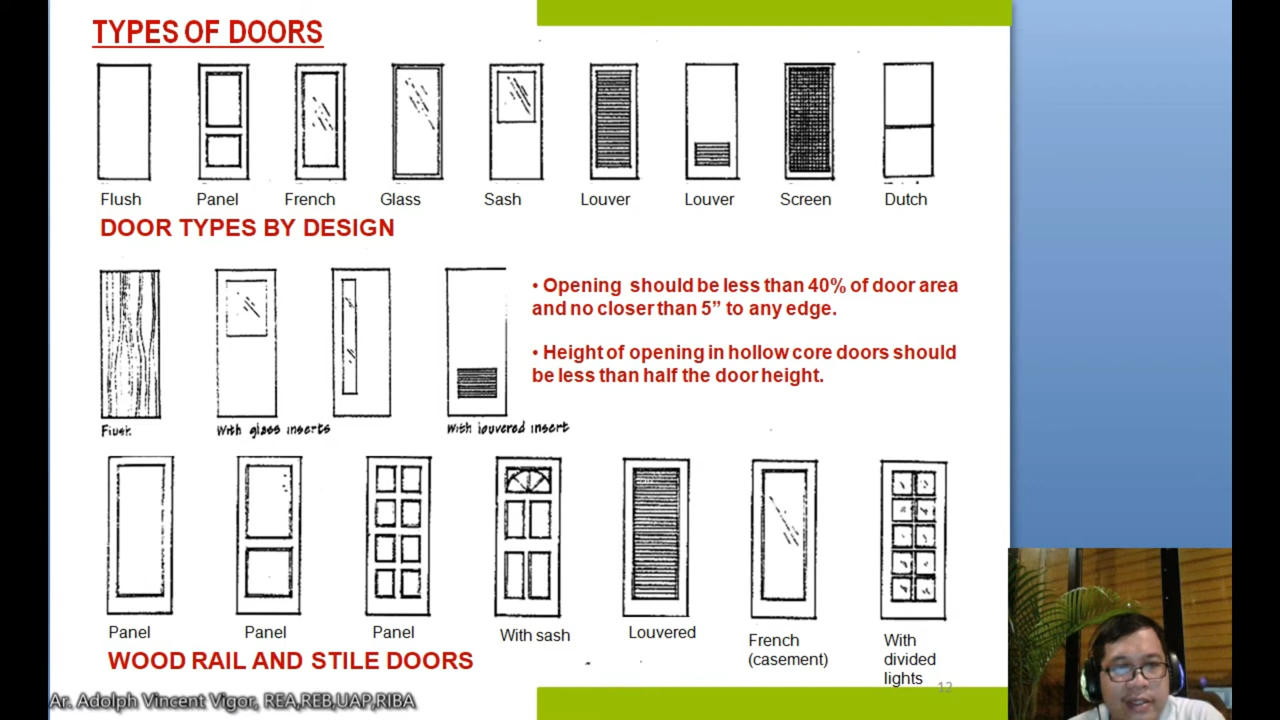 TYPES OF DOORS
Flush Panel French Glass Sash Louver Louver Screen Dutch
DOOR TYPES BY DESIGN
• Opening should be less than 40% of door area
and no closer than 5” to any edge.
• Height of opening in hollow core doors should
be less than half the door height.
Flush With glass inserts With louvered insert
Panel Panel Panel With sash Louvered French
(casement) With
divided
lights
WOOD RAIL AND STILE DOORS
12
Ar. Adolph Vincent Vigor, REA,REB,UAP,RIBA